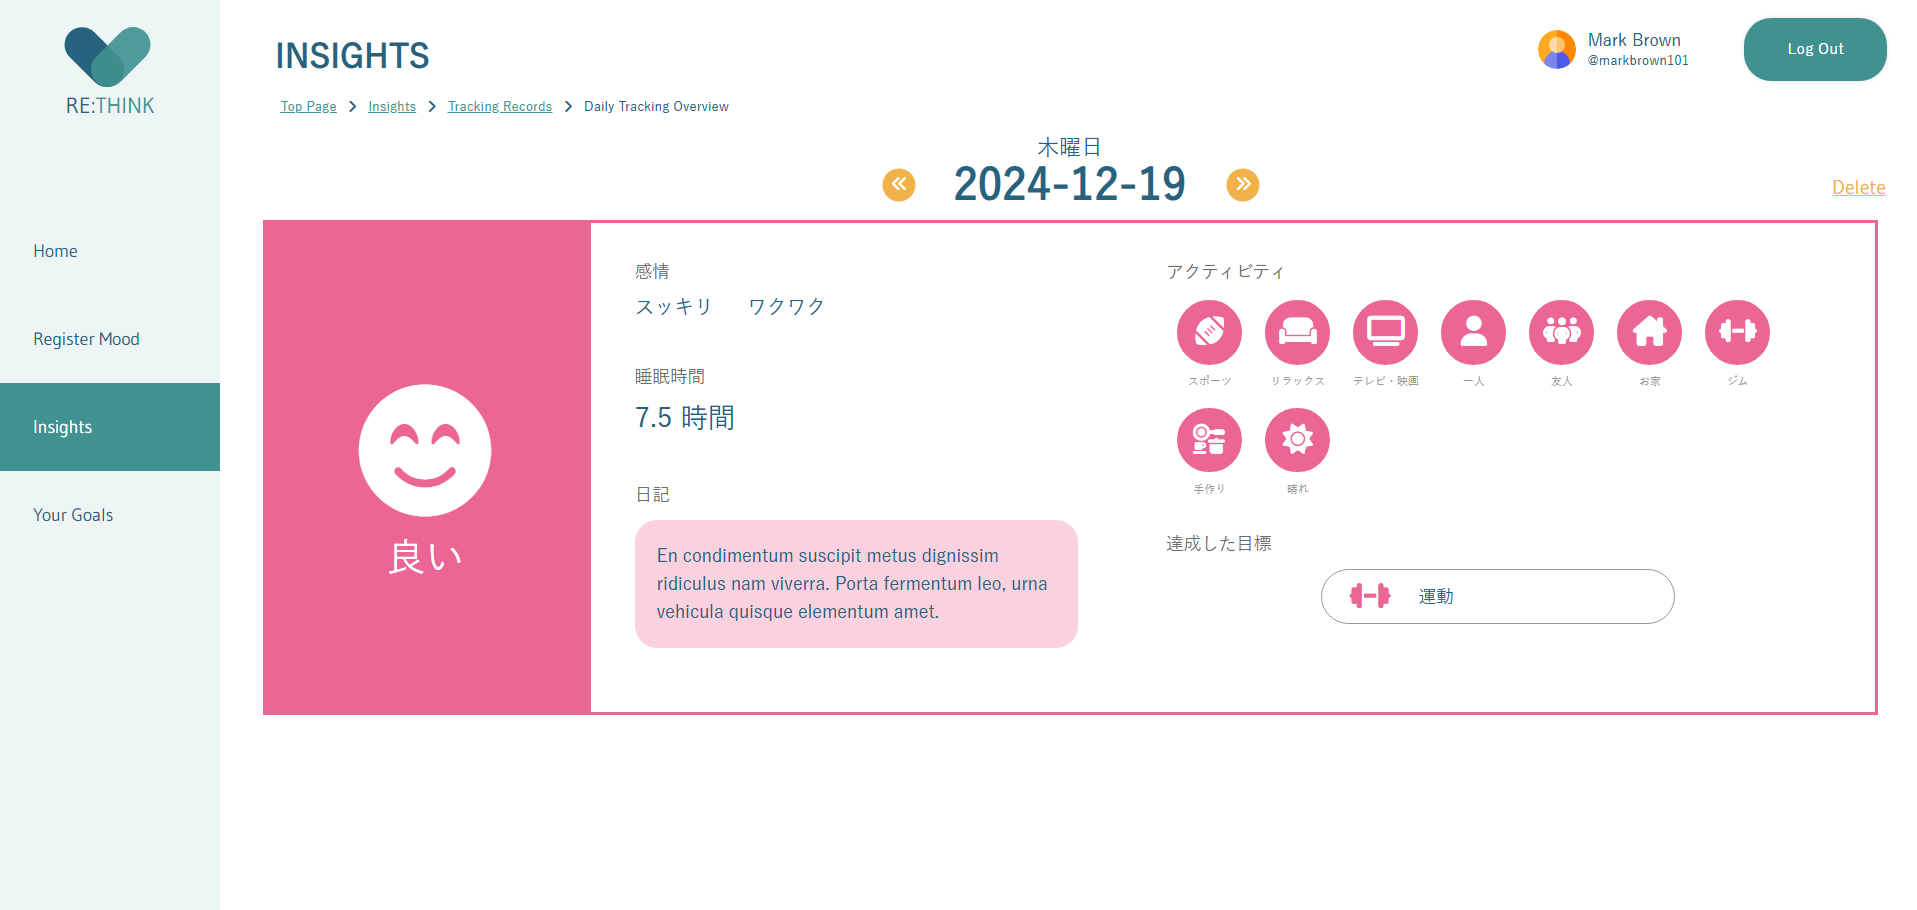 RE:THINK
Home
Register Mood
Insights
Your Goals
INSIGHTS
Mark Brown
@markbrown101
Log Out
Top Page
Insights
Tracking Records
Daily Tracking Overview
木曜日
2024-12-19
Delete
良い
感情
スッキリ ワクワク
睡眠時間
7.5 時間
日記
En condimentum suscipit metus dignissim
ridiculus nam viverra. Porta fermentum leo, urna
vehicula quisque elementum amet.
アクティビティ
スポーツ リラックス テレビ・映画 一人 友人 お家 ジム
手作り 晴れ
達成した目標
運動